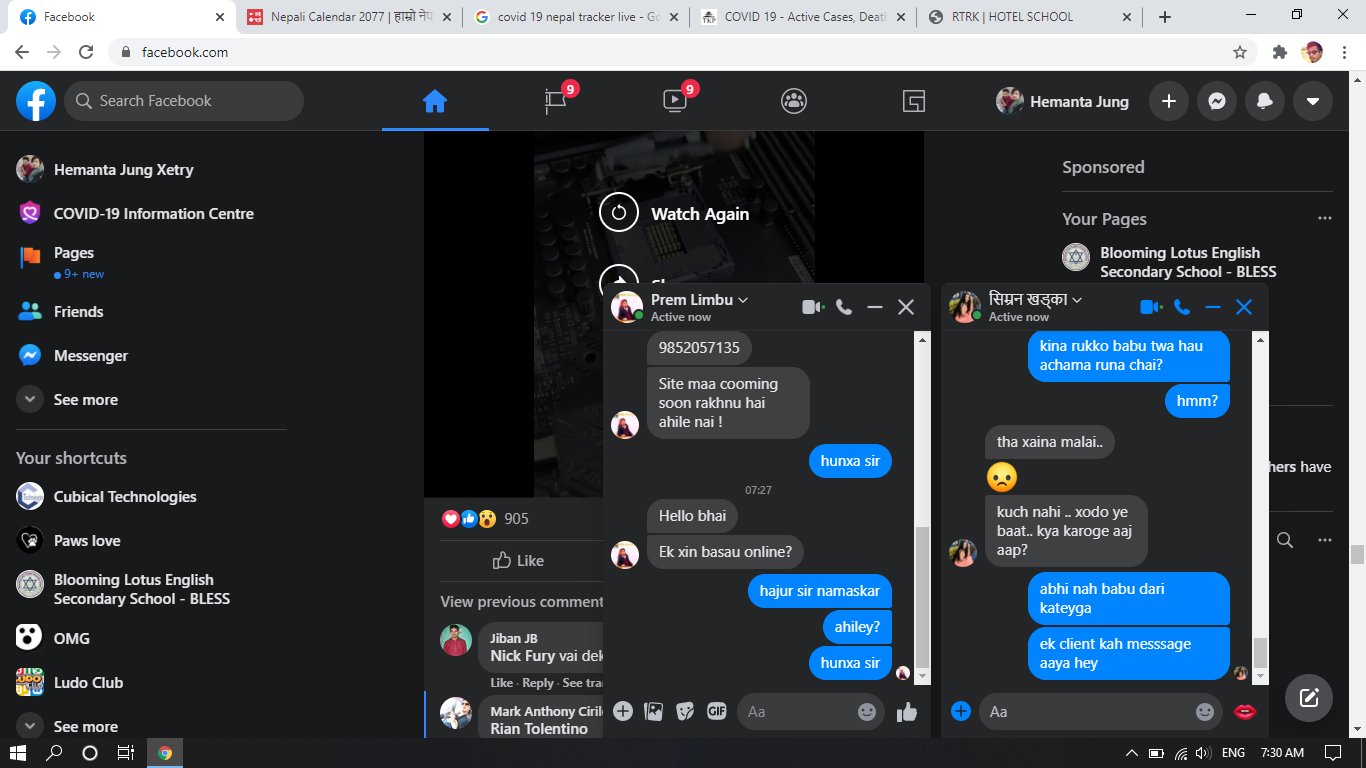 Facebook
Nepali Calendar 2077 | हाम्रो नेप
covid 19 nepal tracker live - Go
COVID 19 - Active Cases, Death
RTRK | HOTEL SCHOOL
facebook.com
Search Facebook
9
9
Hemanta Jung
Hemanta Jung Xetry
COVID-19 Information Centre
Pages
9+ new
Friends
Messenger
See more
Your shortcuts
Cubical Technologies
Paws love
Blooming Lotus English
Secondary School - BLESS
OMG
Ludo Club
See more
Watch Again
905
Like
View previous comment
Jiban JB
Nick Fury vai dek
Like · Reply · See tra
Mark Anthony Ciril
Rian Tolentino
Sponsored
Your Pages
Blooming Lotus English
Secondary School - BLESS
hers have
Prem Limbu
Active now
9852057135
Site maa cooming
soon rakhnu hai
ahile nai !
hunxa sir
07:27
Hello bhai
Ek xin basau online?
hajur sir namaskar
ahiley?
hunxa sir
GIF
Aa
सिम्रन खड्का
Active now
kina rukko babu twa hau
achama runa chai?
hmm?
tha xaina malai..
kuch nahi .. xodo ye
baat.. kya karoge aaj
aap?
abhi nah babu dari
kateyga
ek client kah messsage
aaya hey
Aa
ENG
7:30 AM